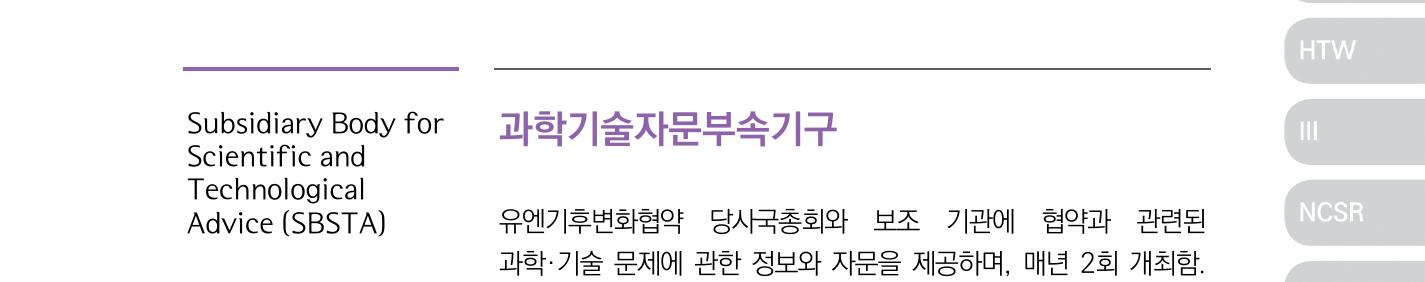 HTW
Subsidiary Body for
Scientific and
Technological
Advice (SBSTA)
과학기술자문부속기구
유엔기후변화협약 당사국총회와 보조 기관에 협약과 관련된
과학·기술 문제에 관한 정보와 자문을 제공하며, 매년 2회 개최함.
III
NCSR